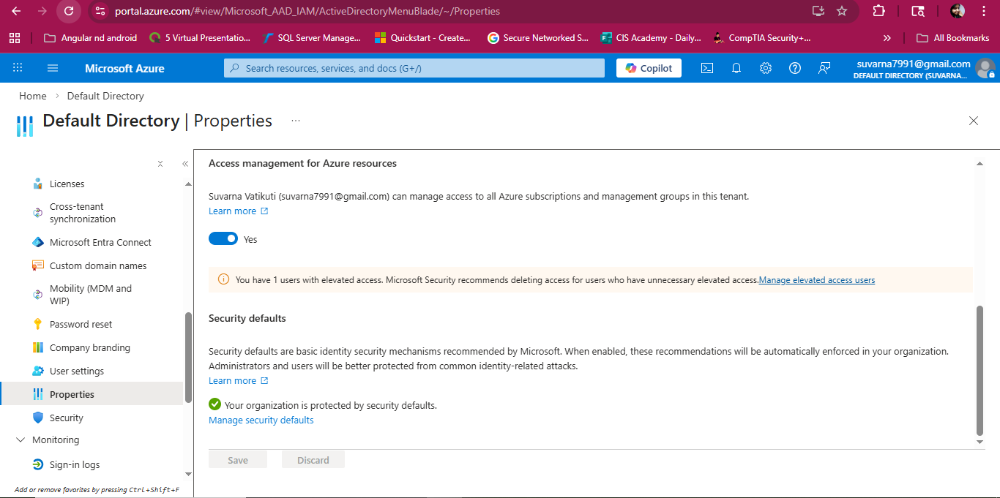 portal.azure.com/#view/Microsoft_AAD_IAM/ActiveDirectoryMenuBlade/~/Properties
Angular nd android 5 Virtual Presentatio... SQL Server Manage... Quickstart - Create... Secure Networked S... CIS Academy - Daily... CompTIA Security+... » All Bookmarks
Microsoft Azure
Search resources, services, and docs (G+/)
Copilot
suvarna7991@gmail.com
DEFAULT DIRECTORY (SUVARNA...
Home > Default Directory
Default Directory | Properties ...
Licenses
Cross-tenant
synchronization
Microsoft Entra Connect
Custom domain names
Mobility (MDM and
WIP)
Password reset
Company branding
User settings
Properties
Security
Monitoring
Sign-in logs
Add or remove favorites by pressing Ctrl+Shift+F
Access management for Azure resources
Suvarna Vatikuti (suvarna7991@gmail.com) can manage access to all Azure subscriptions and management groups in this tenant.
Learn more
Yes
You have 1 users with elevated access. Microsoft Security recommends deleting access for users who have unnecessary elevated access.Manage elevated access users
Security defaults
Security defaults are basic identity security mechanisms recommended by Microsoft. When enabled, these recommendations will be automatically enforced in your organization.
Administrators and users will be better protected from common identity-related attacks.
Learn more
Your organization is protected by security defaults.
Manage security defaults
Save Discard